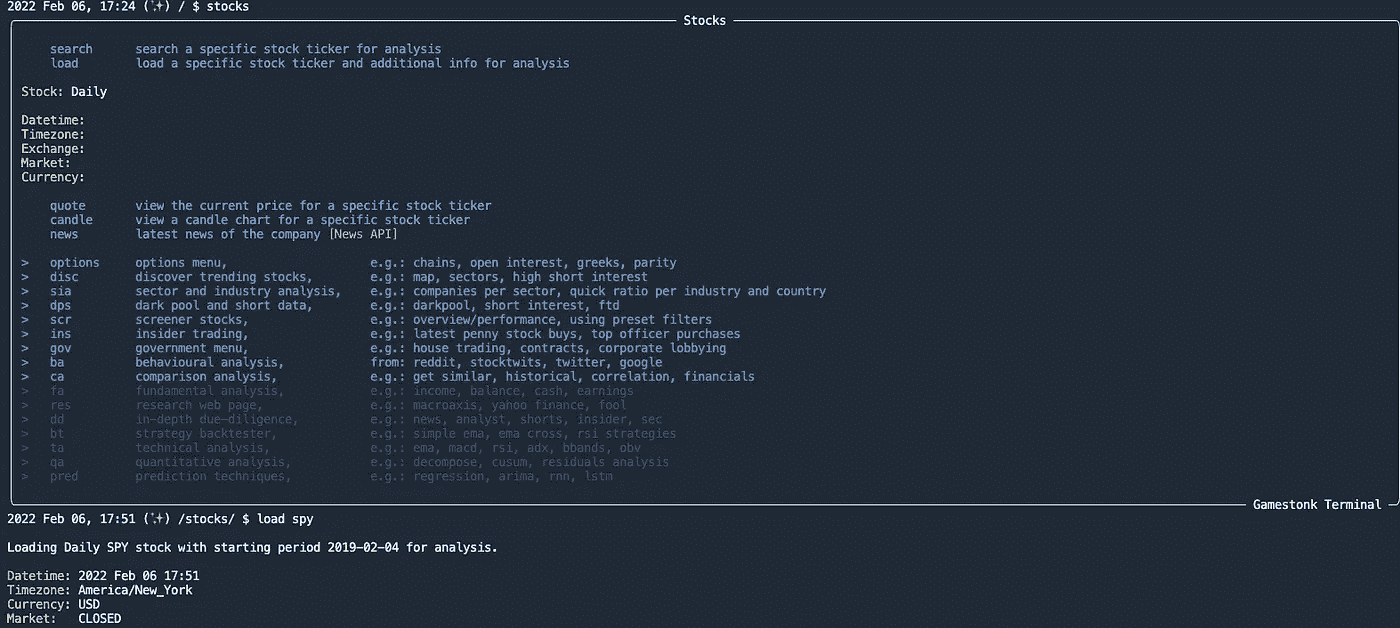 2022 Feb 06, 17:24 (✨) / $ stocks
Stocks
search search a specific stock ticker for analysis
load load a specific stock ticker and additional info for analysis
Stock: Daily
Datetime:
Timezone:
Exchange:
Market:
Currency:
quote view the current price for a specific stock ticker
candle view a candle chart for a specific stock ticker
news latest news of the company [News API]
> options options menu, e.g.: chains, open interest, greeks, parity
> disc discover trending stocks, e.g.: map, sectors, high short interest
> sia sector and industry analysis, e.g.: companies per sector, quick ratio per industry and country
> dps dark pool and short data, e.g.: darkpool, short interest, ftd
> scr screener stocks, e.g.: overview/performance, using preset filters
> ins insider trading, e.g.: latest penny stock buys, top officer purchases
> gov government menu, e.g.: house trading, contracts, corporate lobbying
> ba behavioural analysis, from: reddit, stocktwits, twitter, google
> ca comparison analysis, e.g.: get similar, historical, correlation, financials
> fa fundamental analysis, e.g.: income, balance, cash, earnings
> res research web page, e.g.: macroaxis, yahoo finance, fool
> dd in-depth due-diligence, e.g.: news, analyst, shorts, insider, sec
> bt strategy backtester, e.g.: simple ema, ema cross, rsi strategies
> ta technical analysis, e.g.: ema, macd, rsi, adx, bbands, obv
> qa quantitative analysis, e.g.: decompose, cusum, residuals analysis
> pred prediction techniques, e.g.: regression, arima, rnn, lstm
Gamestonk Terminal
2022 Feb 06, 17:51 (✨) /stocks/ $ load spy
Loading Daily SPY stock with starting period 2019-02-04 for analysis.
Datetime: 2022 Feb 06 17:51
Timezone: America/New_York
Currency: USD
Market: CLOSED